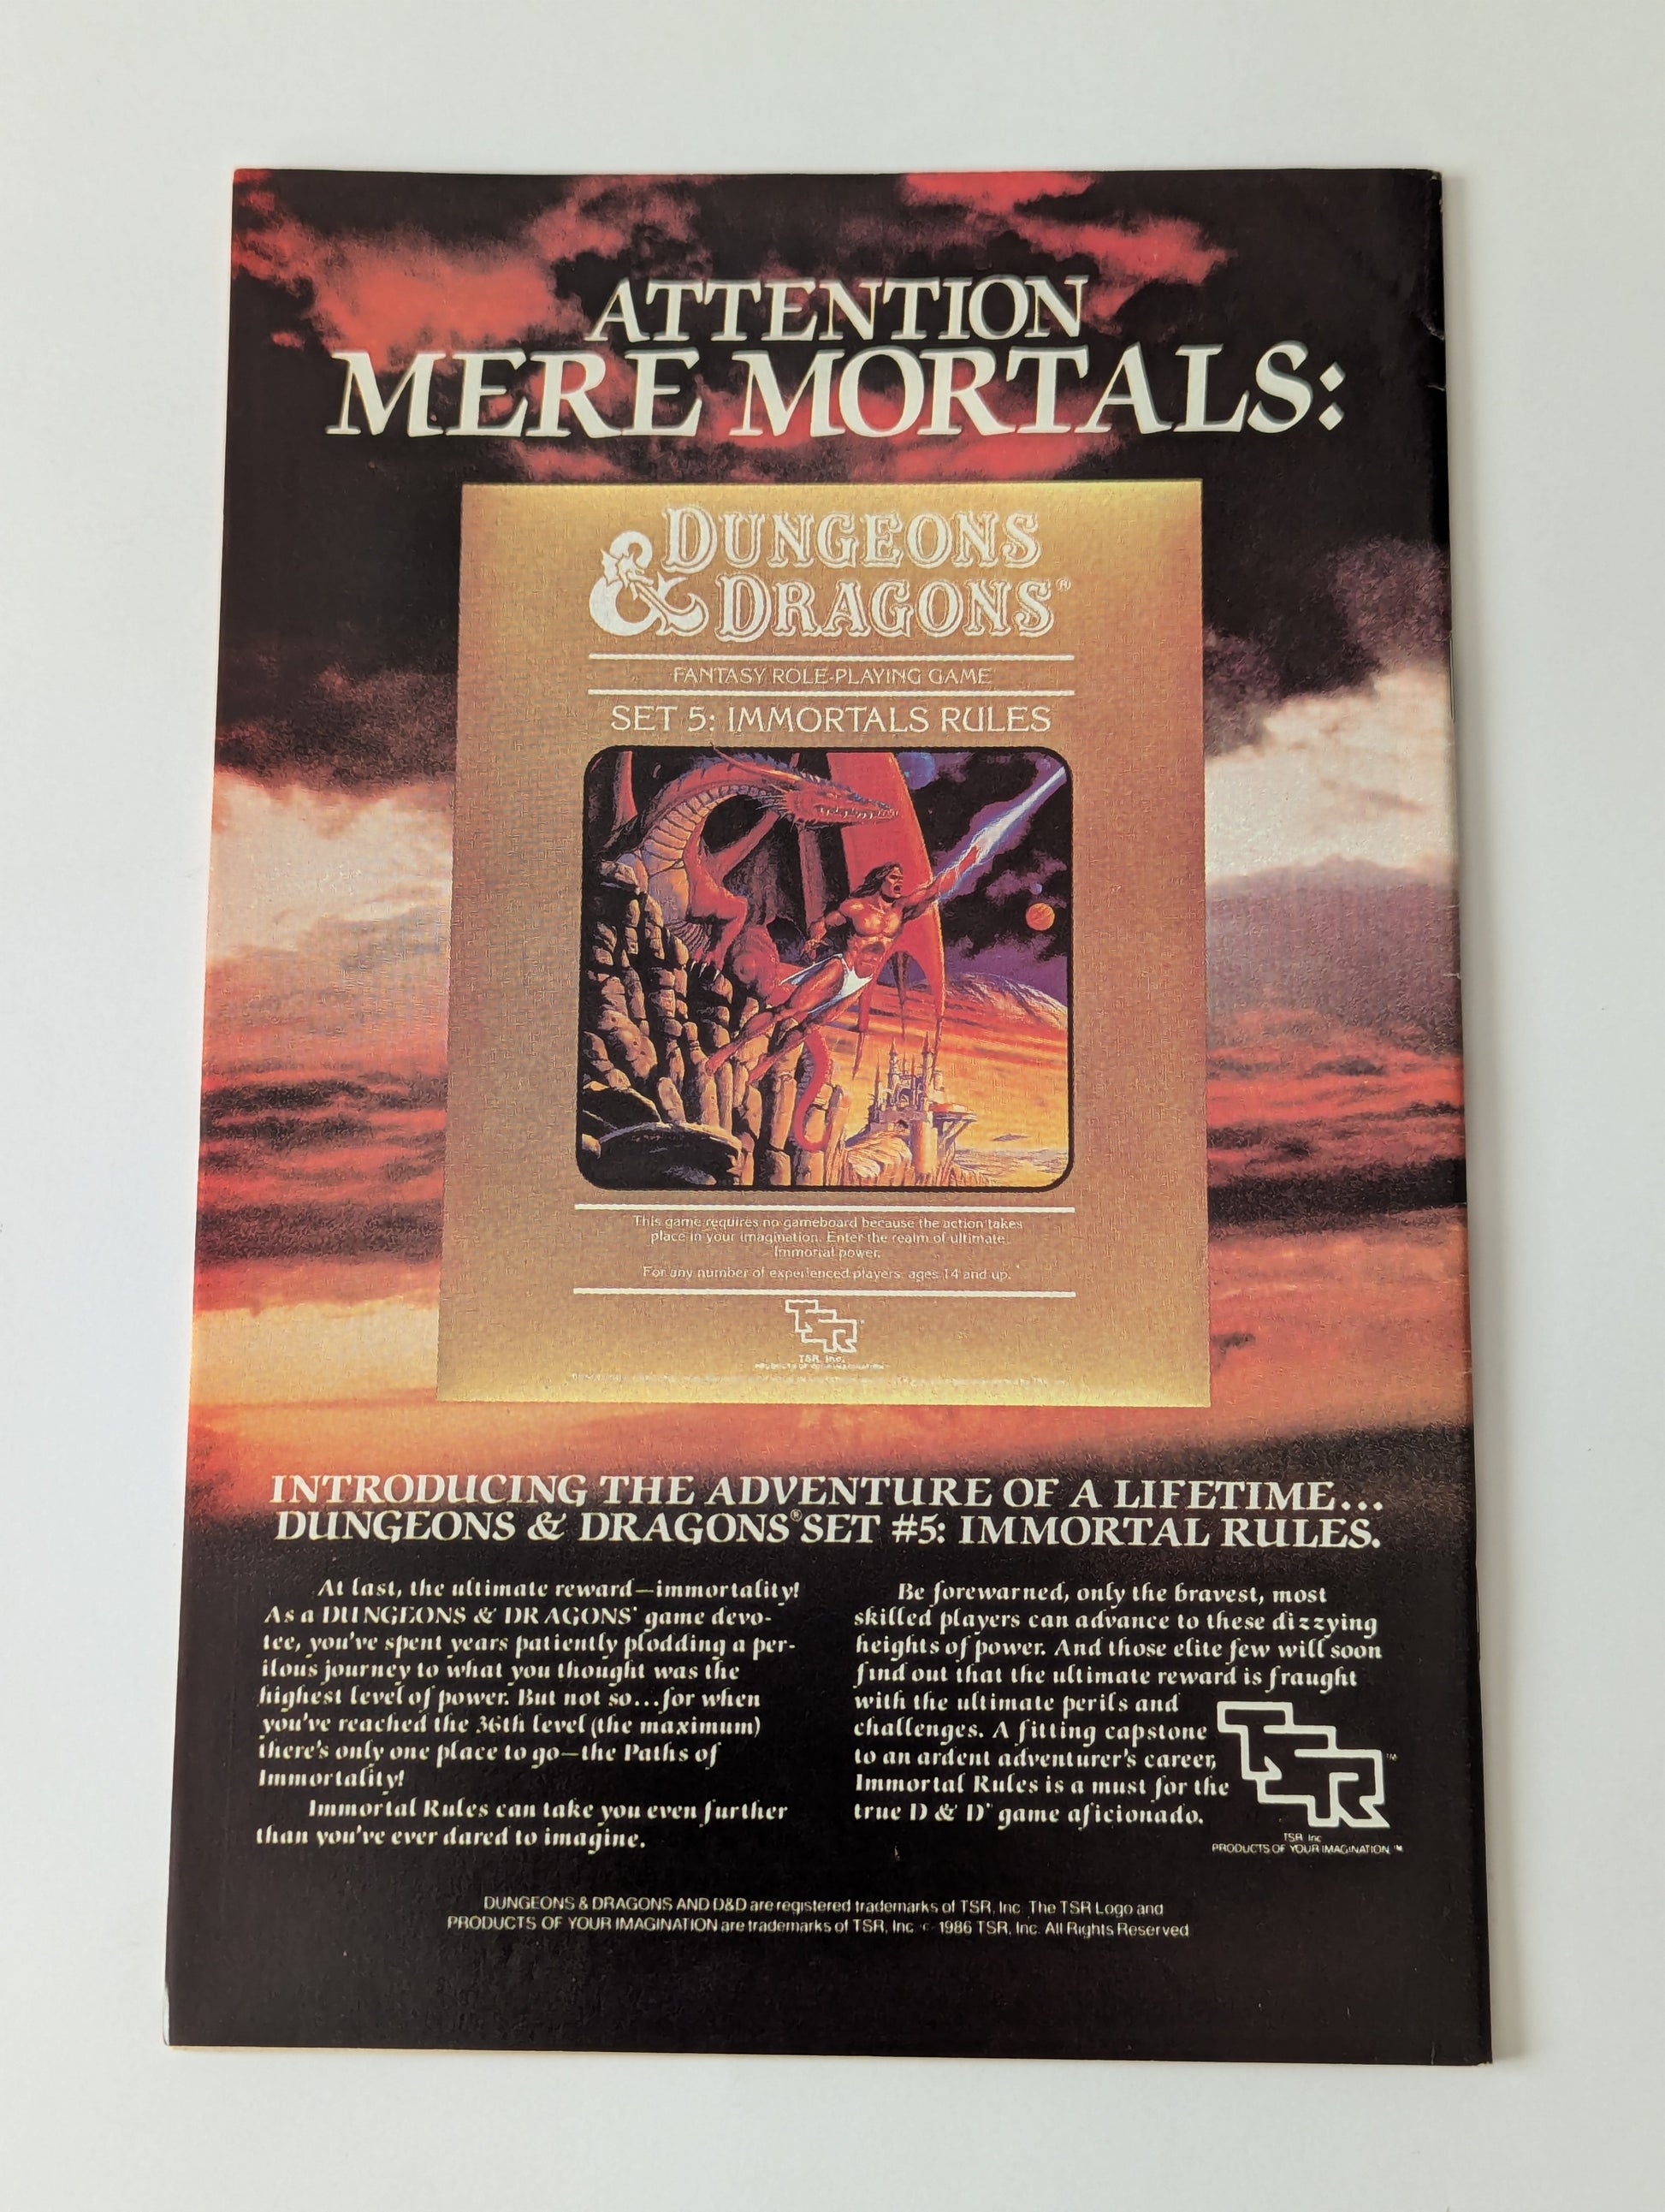 ATTENTION
MERE MORTALS:
DUNGEONS
& DRAGONS®
FANTASY ROLE-PLAYING GAME
SET 5: IMMORTALS RULES
This game requires no gameboard because the action takes
place in your imagination. Enter the realm of ultimate
Immortal power.
For any number of experienced players, ages 14 and up.
TSR
TSR, Inc.
PRODUCTS OF YOUR IMAGINATION™
INTRODUCING THE ADVENTURE OF A LIFETIME...
DUNGEONS & DRAGONS® SET #5: IMMORTAL RULES.
At last, the ultimate reward—immortality!
As a DUNGEONS & DRAGONS® game devo-
tee, you've spent years patiently plodding a per-
ilous journey to what you thought was the
highest level of power. But not so...for when
you've reached the 36th level (the maximum)
there's only one place to go—the Paths of
Immortality!
Immortal Rules can take you even further
than you've ever dared to imagine.
Be forewarned, only the bravest, most
skilled players can advance to these dizzying
heights of power. And those elite few will soon
find out that the ultimate reward is fraught
with the ultimate perils and
challenges. A fitting capstone
to an ardent adventurer's career,
Immortal Rules is a must for the
true D & D® game aficionado.
TSR™
TSR, Inc.
PRODUCTS OF YOUR IMAGINATION.™
DUNGEONS & DRAGONS AND D&D are registered trademarks of TSR, Inc. The TSR Logo and
PRODUCTS OF YOUR IMAGINATION are trademarks of TSR, Inc. © 1986 TSR, Inc. All Rights Reserved